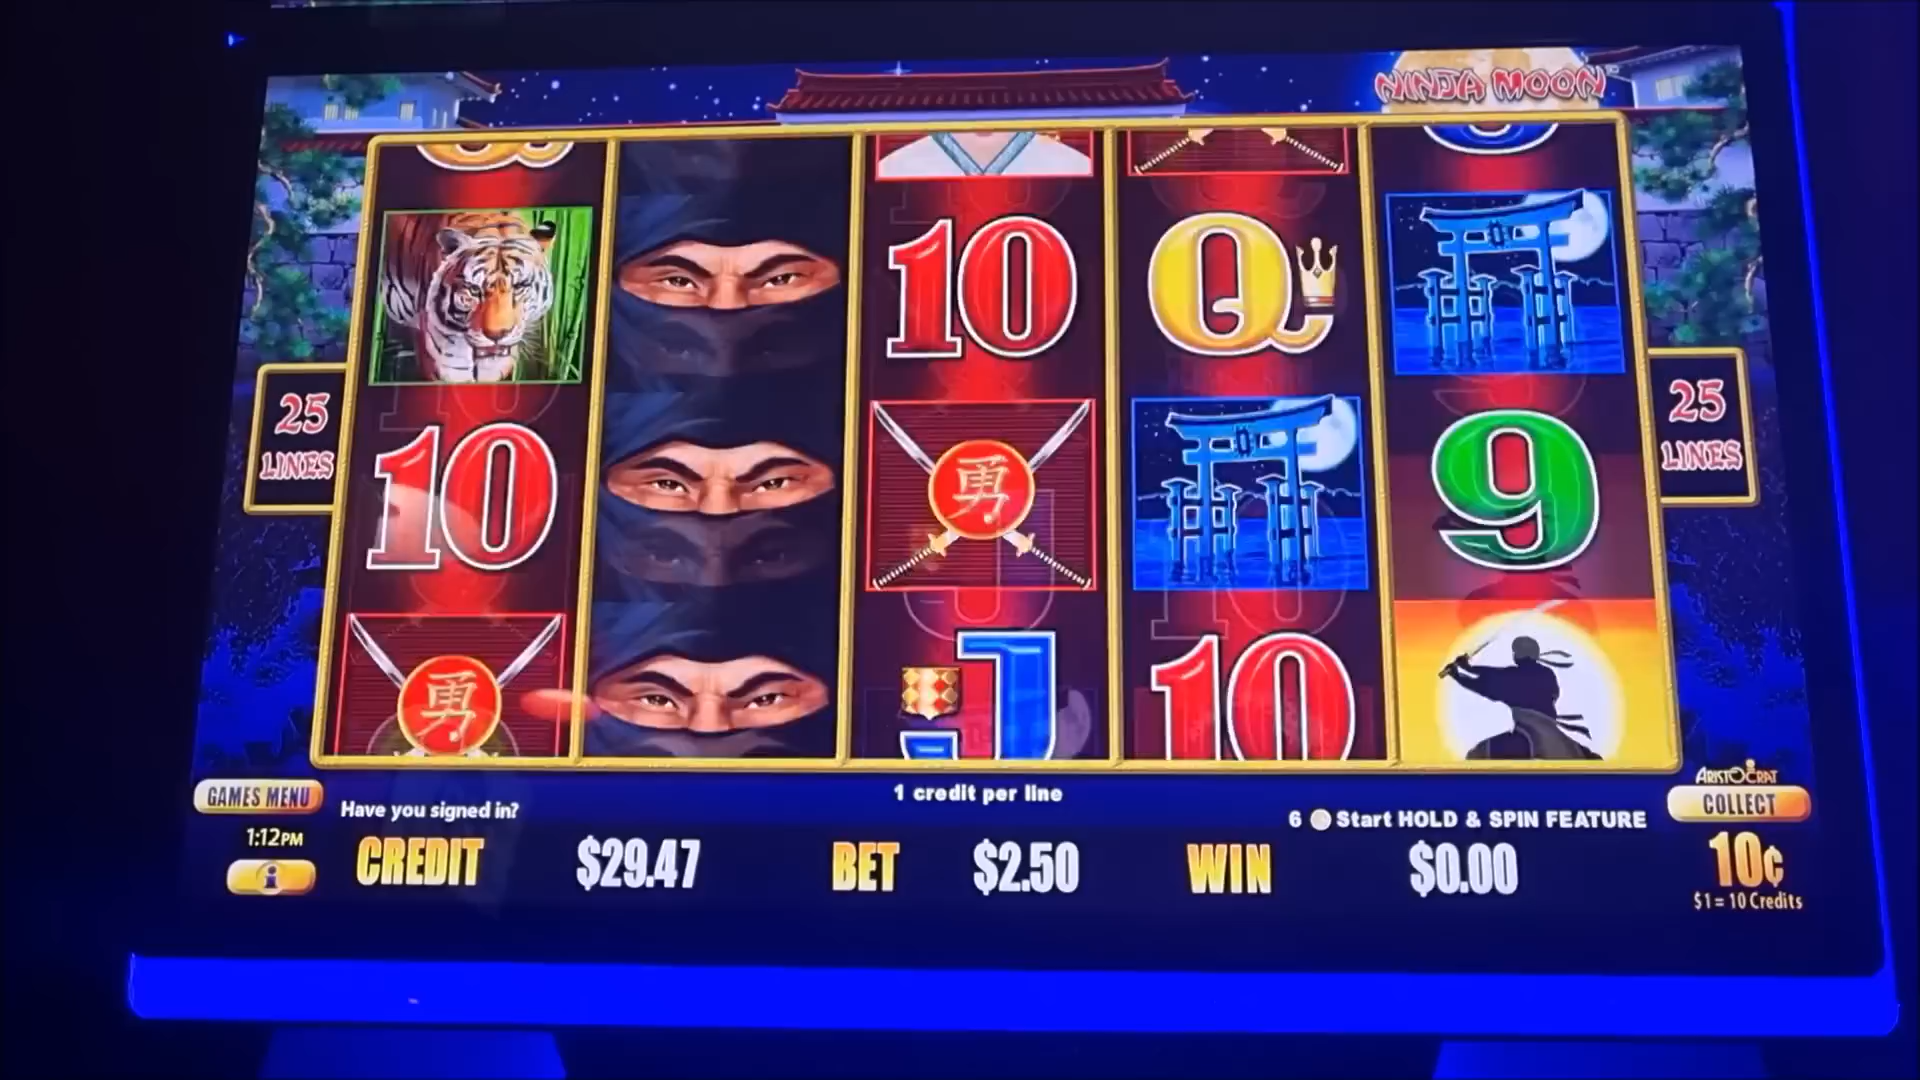 NINJA MOON™
10
Q
25
LINES
10
勇
9
25
LINES
勇
J
10
GAMES MENU
Have you signed in?
1 credit per line
6 Start HOLD & SPIN FEATURE
ARISTOCRAT
COLLECT
1:12PM
i
CREDIT
$29.47
BET
$2.50
WIN
$0.00
10¢
$1 = 10 Credits